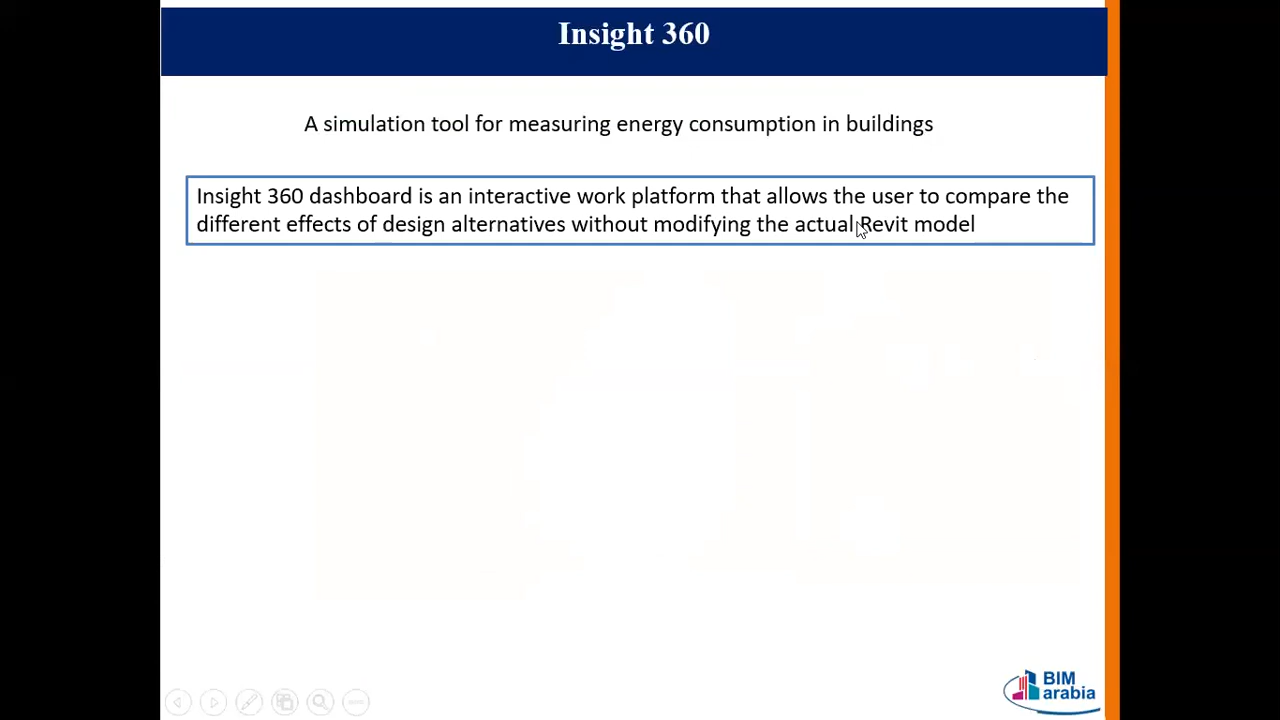 Insight 360
A simulation tool for measuring energy consumption in buildings
Insight 360 dashboard is an interactive work platform that allows the user to compare the
different effects of design alternatives without modifying the actual Revit model
BIM
arabia